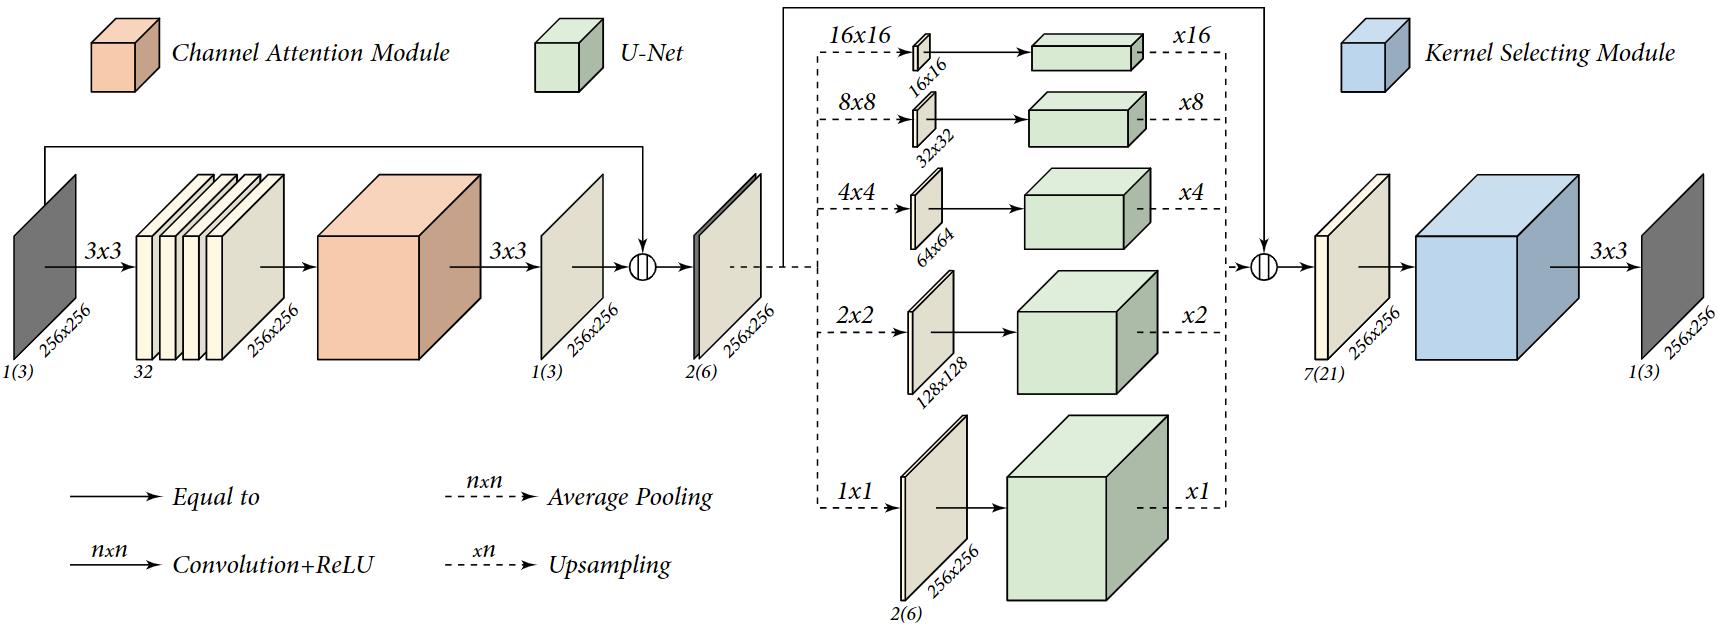 Channel Attention Module
U-Net
Kernel Selecting Module
3x3
256x256
1(3)
32
256x256
3x3
256x256
1(3)
256x256
2(6)
16x16
16x16
x16
8x8
32x32
x8
4x4
64x64
x4
2x2
128x128
x2
1x1
256x256
2(6)
x1
256x256
7(21)
3x3
256x256
1(3)
Equal to
nxn
Convolution+ReLU
nxn
Average Pooling
xn
Upsampling